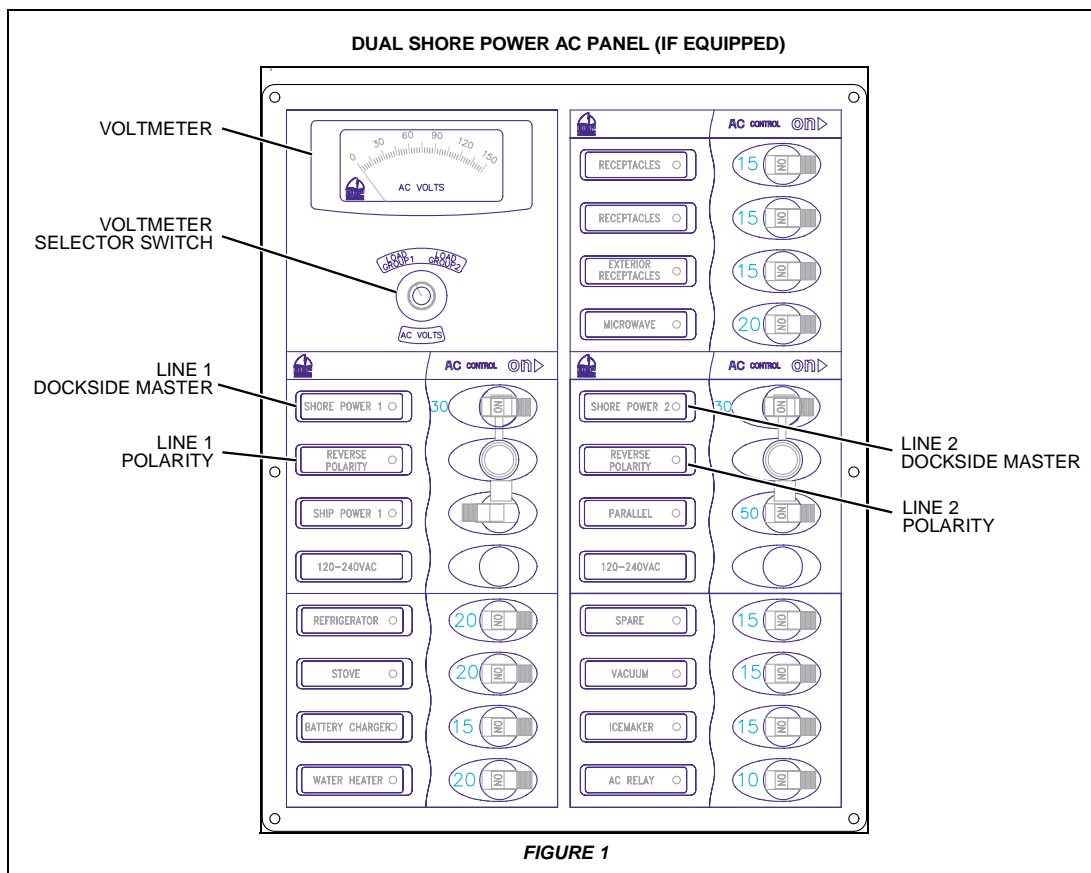 DUAL SHORE POWER AC PANEL (IF EQUIPPED)
VOLTMETER
0 30 60 90 120 150
AC VOLTS
VOLTMETER
SELECTOR SWITCH
LOAD GROUP1
LOAD GROUP2
AC VOLTS
AC CONTROL ON
RECEPTACLES
15 ON
RECEPTACLES
15 ON
EXTERIOR
RECEPTACLES
15 ON
MICROWAVE
20 ON
LINE 1
DOCKSIDE MASTER
LINE 1
POLARITY
AC CONTROL ON
SHORE POWER 1
30 ON
REVERSE
POLARITY
SHIP POWER 1
120-240VAC
REFRIGERATOR
20 ON
STOVE
20 ON
BATTERY CHARGER
15 ON
WATER HEATER
20 ON
AC CONTROL ON
SHORE POWER 2
30 ON
REVERSE
POLARITY
PARALLEL
50 ON
120-240VAC
SPARE
15 ON
VACUUM
15 ON
ICEMAKER
15 ON
AC RELAY
10 ON
LINE 2
DOCKSIDE MASTER
LINE 2
POLARITY
FIGURE 1